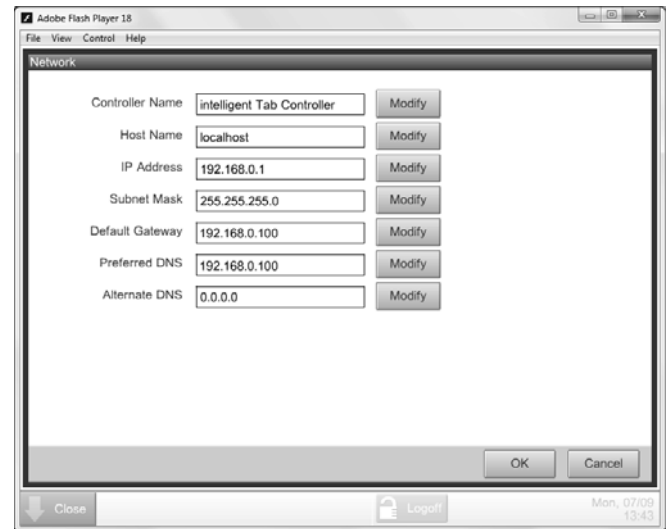 Adobe Flash Player 18
File View Control Help
Network
Controller Name intelligent Tab Controller Modify
Host Name localhost Modify
IP Address 192.168.0.1 Modify
Subnet Mask 255.255.255.0 Modify
Default Gateway 192.168.0.100 Modify
Preferred DNS 192.168.0.100 Modify
Alternate DNS 0.0.0.0 Modify
OK Cancel
Close Logoff Mon, 07/09
13:43